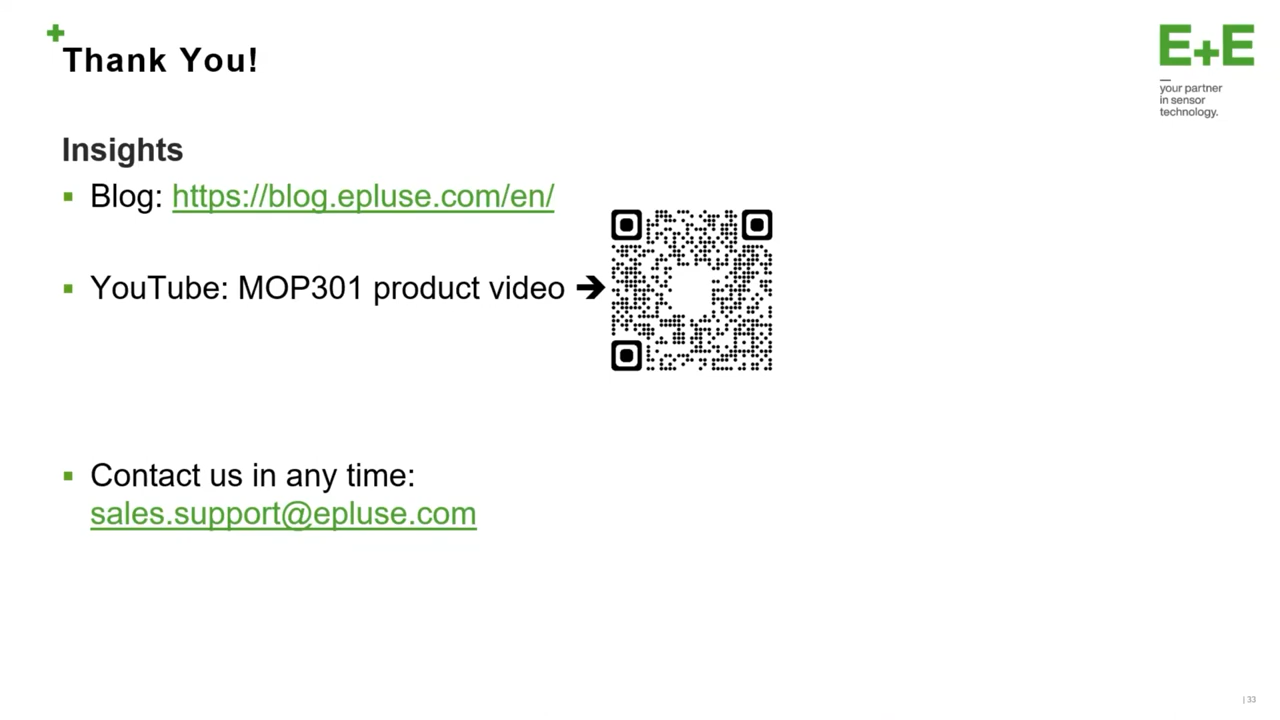 Thank You!
E+E
your partner
in sensor
technology.
Insights
▪ Blog: https://blog.epluse.com/en/
▪ YouTube: MOP301 product video ➔
▪ Contact us in any time:
sales.support@epluse.com
| 33